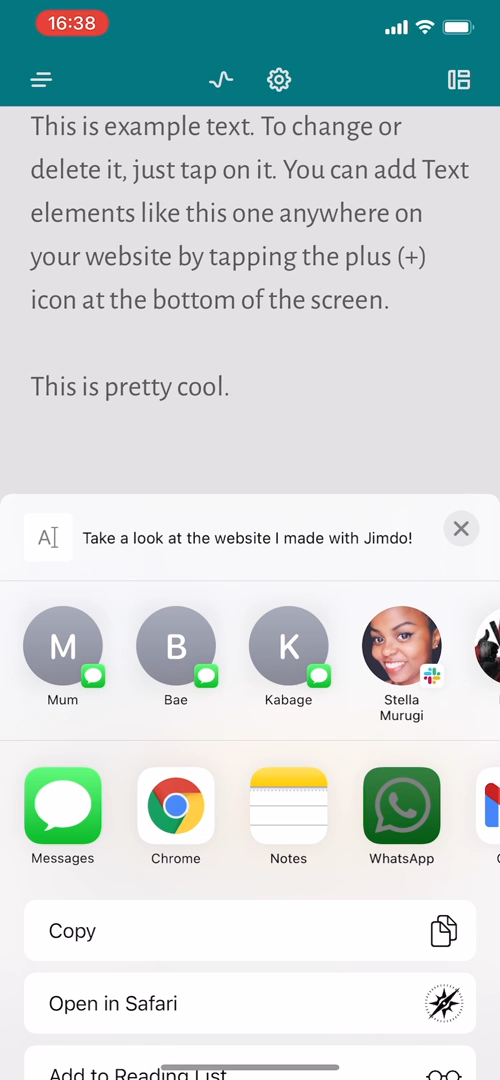 16:38
This is example text. To change or
delete it, just tap on it. You can add Text
elements like this one anywhere on
your website by tapping the plus (+)
icon at the bottom of the screen.
This is pretty cool.
A
Take a look at the website I made with Jimdo!
M
B
K
Mum
Bae
Kabage
Stella
Murugi
Messages
Chrome
Notes
WhatsApp
Copy
Open in Safari
Add to Reading List